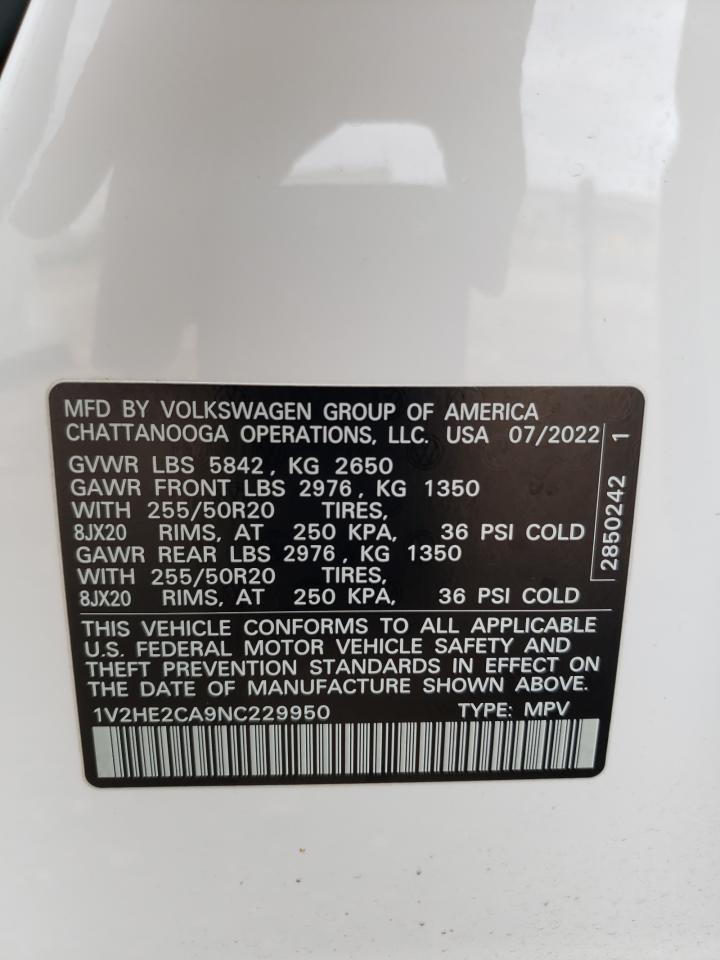 MFD BY VOLKSWAGEN GROUP OF AMERICA
CHATTANOOGA OPERATIONS, LLC. USA 07/2022
GVWR LBS 5842, KG 2650
GAWR FRONT LBS 2976, KG 1350
WITH 255/50R20 TIRES,
8JX20 RIMS, AT 250 KPA, 36 PSI COLD
GAWR REAR LBS 2976, KG 1350
WITH 255/50R20 TIRES,
8JX20 RIMS, AT 250 KPA, 36 PSI COLD
2850242 1
THIS VEHICLE CONFORMS TO ALL APPLICABLE
U.S. FEDERAL MOTOR VEHICLE SAFETY AND
THEFT PREVENTION STANDARDS IN EFFECT ON
THE DATE OF MANUFACTURE SHOWN ABOVE.
1V2HE2CA9NC229950 TYPE: MPV